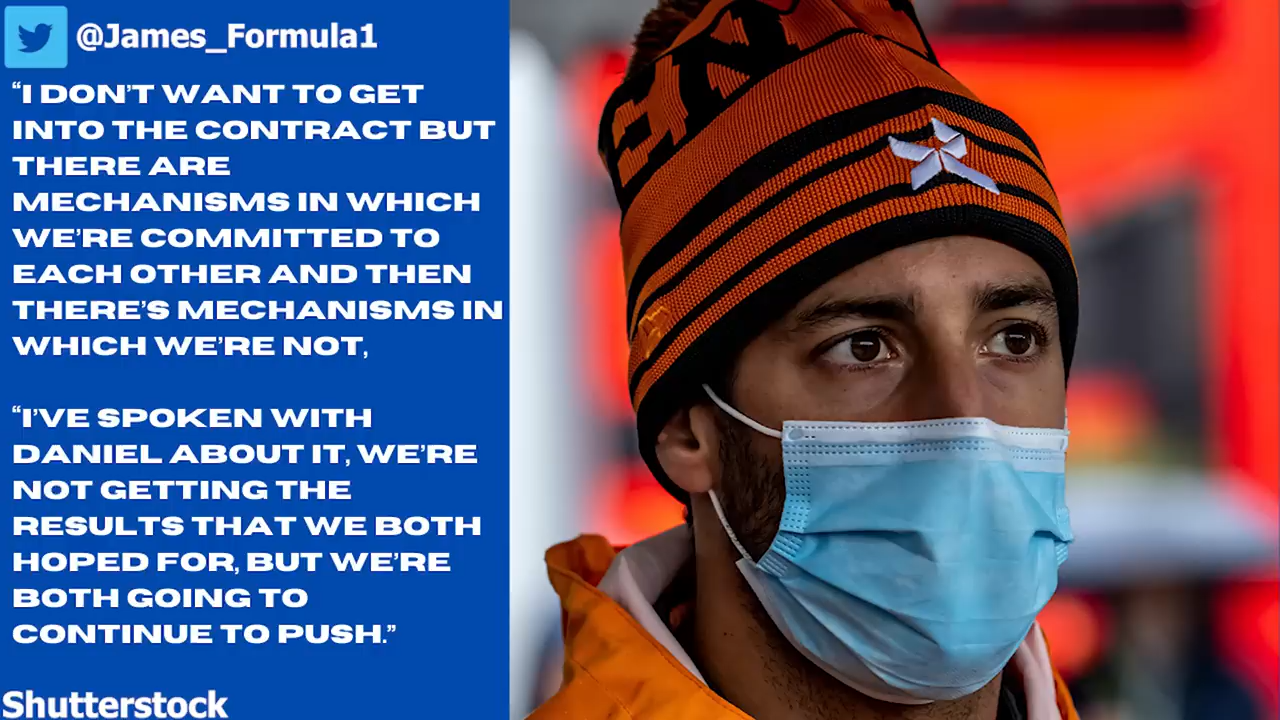 @James_Formula1
“I DON’T WANT TO GET
INTO THE CONTRACT BUT
THERE ARE
MECHANISMS IN WHICH
WE’RE COMMITTED TO
EACH OTHER AND THEN
THERE’S MECHANISMS IN
WHICH WE’RE NOT,
“I’VE SPOKEN WITH
DANIEL ABOUT IT, WE’RE
NOT GETTING THE
RESULTS THAT WE BOTH
HOPED FOR, BUT WE’RE
BOTH GOING TO
CONTINUE TO PUSH.”
Shutterstock